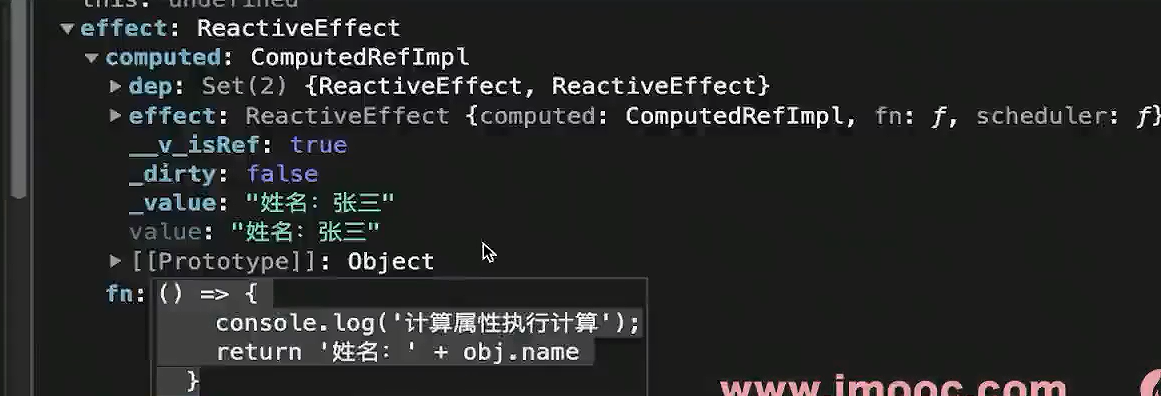 this: undefined
▼effect: ReactiveEffect
▼computed: ComputedRefImpl
▶dep: Set(2) {ReactiveEffect, ReactiveEffect}
▶effect: ReactiveEffect {computed: ComputedRefImpl, fn: ƒ, scheduler: ƒ}
__v_isRef: true
_dirty: false
_value: "姓名：张三"
value: "姓名：张三"
▶[[Prototype]]: Object
fn: () => {
console.log('计算属性执行计算');
return '姓名：' + obj.name
}
www.imooc.com